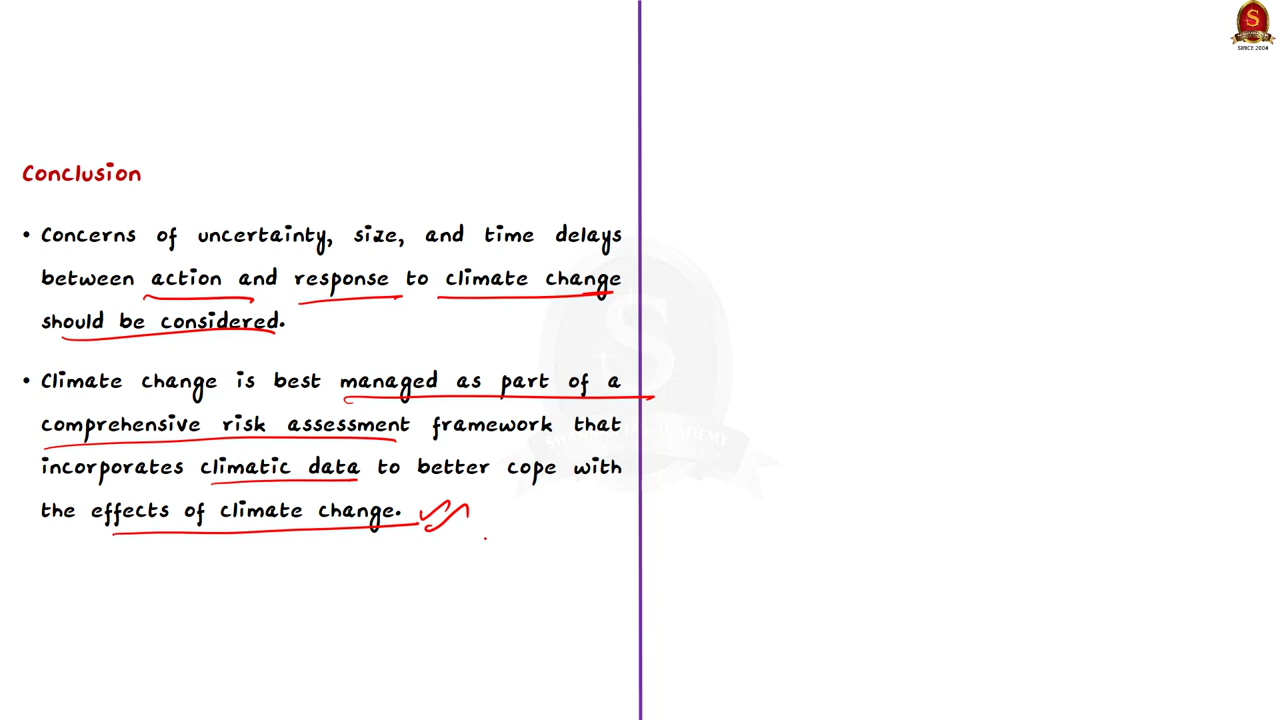 S
SINCE 2004
Conclusion
• Concerns of uncertainty, size, and time delays
between action and response to climate change
should be considered.
• Climate change is best managed as part of a
comprehensive risk assessment framework that
incorporates climatic data to better cope with
the effects of climate change.